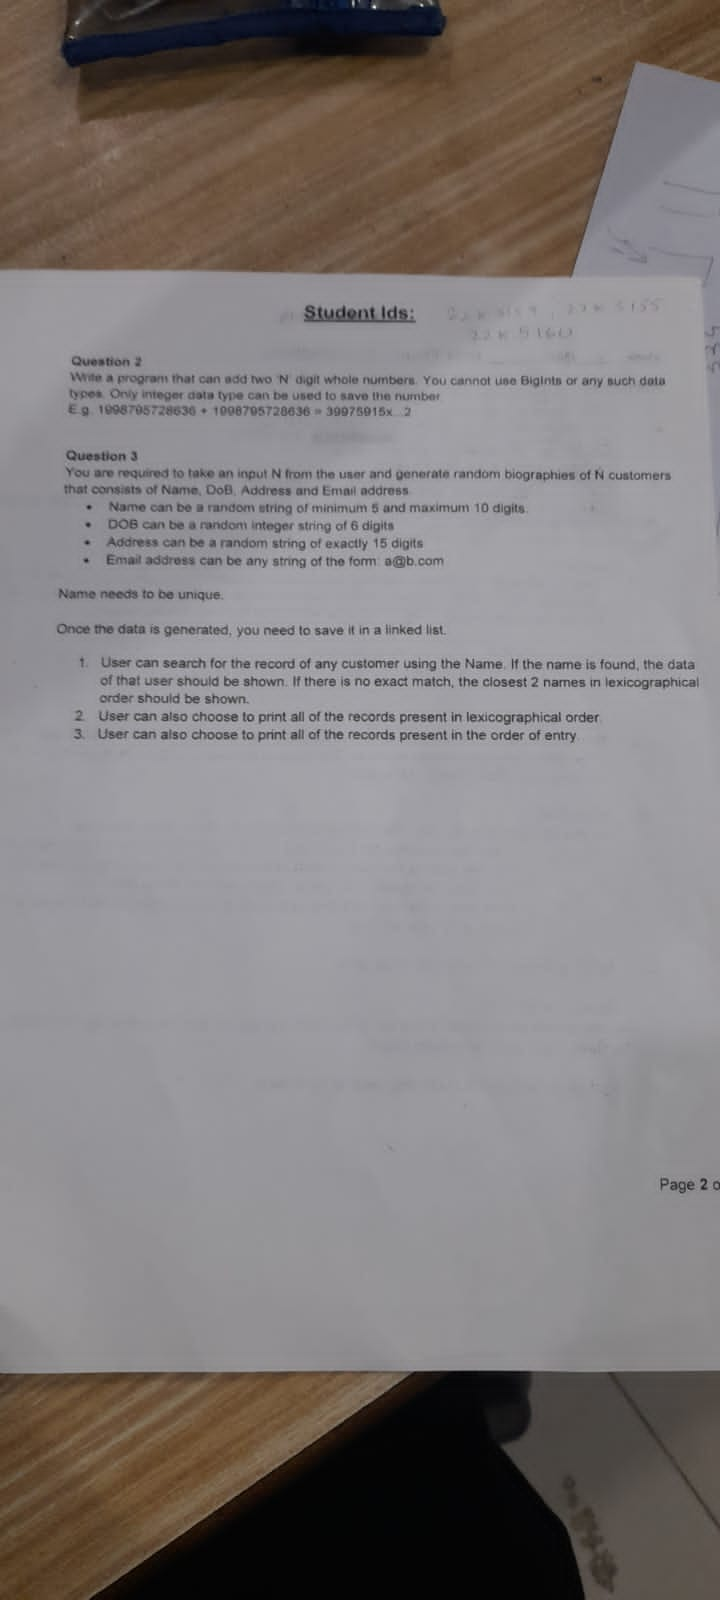 Student Ids:
22K 5160
Question 2
Write a program that can add two 'N' digit whole numbers. You cannot use BigInts or any such data
types. Only integer data type can be used to save the number
E.g. 1998795728636 + 1998795728636 = 39975915x...2
Question 3
You are required to take an input N from the user and generate random biographies of N customers
that consists of Name, DoB, Address and Email address
• Name can be a random string of minimum 5 and maximum 10 digits.
• DOB can be a random integer string of 6 digits
• Address can be a random string of exactly 15 digits
• Email address can be any string of the form: a@b.com
Name needs to be unique.
Once the data is generated, you need to save it in a linked list.
1. User can search for the record of any customer using the Name. If the name is found, the data
of that user should be shown. If there is no exact match, the closest 2 names in lexicographical
order should be shown.
2. User can also choose to print all of the records present in lexicographical order.
3. User can also choose to print all of the records present in the order of entry.
Page 2